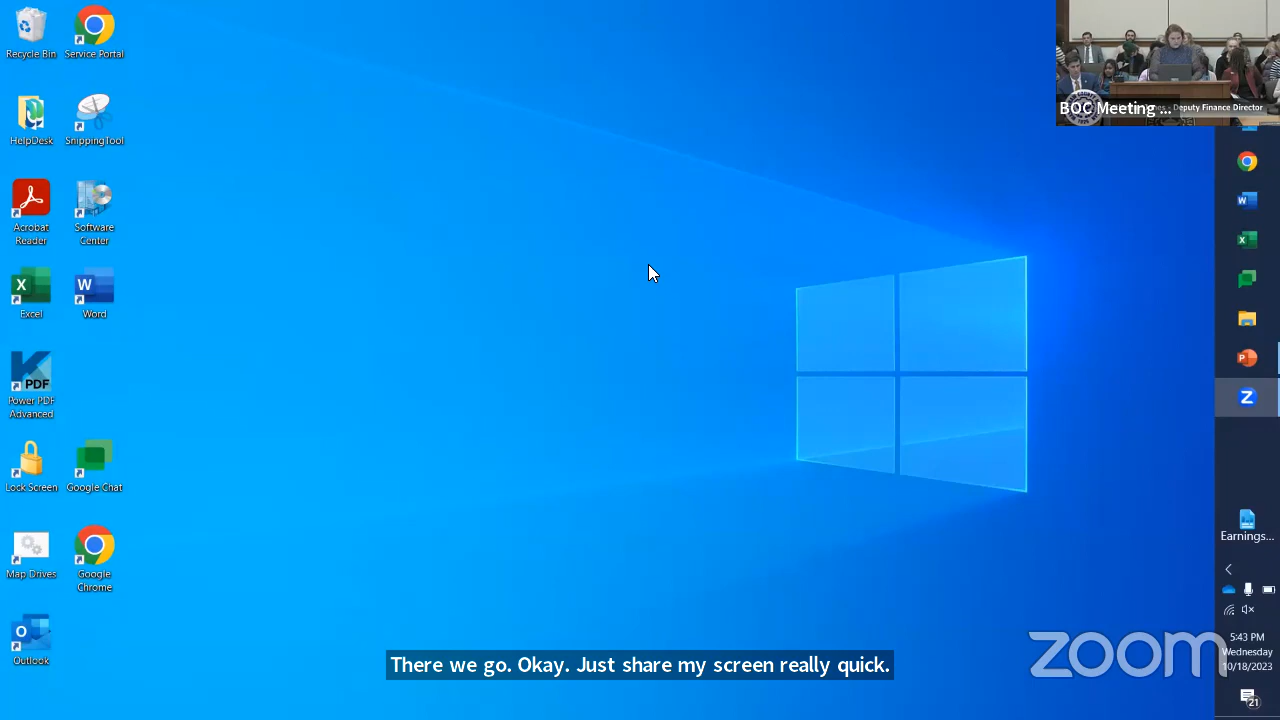 Recycle Bin
Service Portal
HelpDesk
SnippingTool
Acrobat
Reader
Software
Center
Excel
Word
Power PDF
Advanced
Lock Screen
Google Chat
Map Drives
Google
Chrome
Outlook
BOC Meeting ...
- Deputy Finance Director
Earnings...
5:43 PM
Wednesday
10/18/2023
21
zoom
There we go. Okay. Just share my screen really quick.